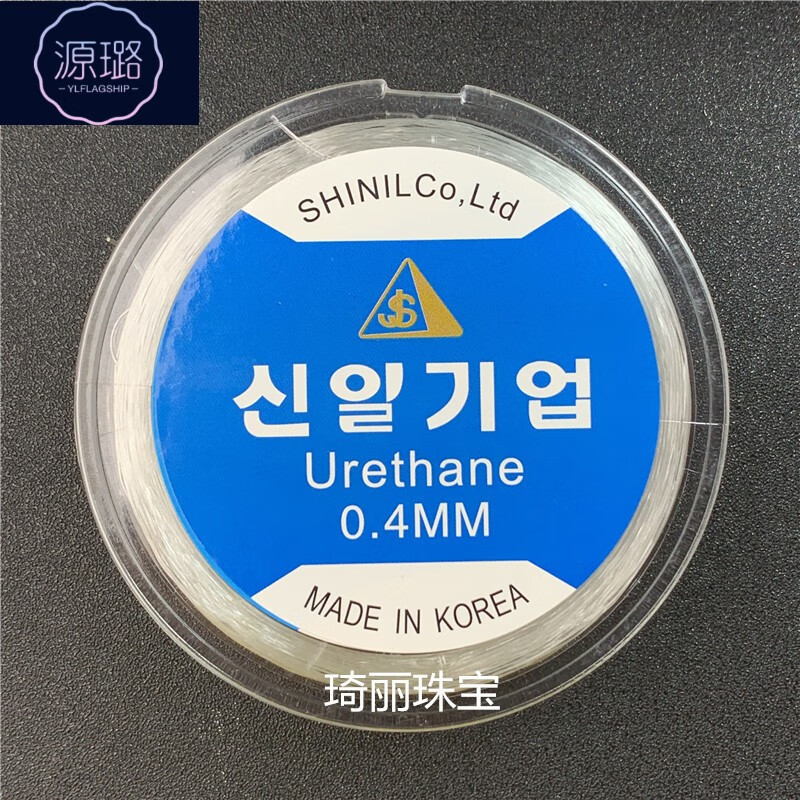 源璐
YLFLAGSHIP
SHINILCo,Ltd
신일기업
Urethane
0.4MM
MADE IN KOREA
琦丽珠宝